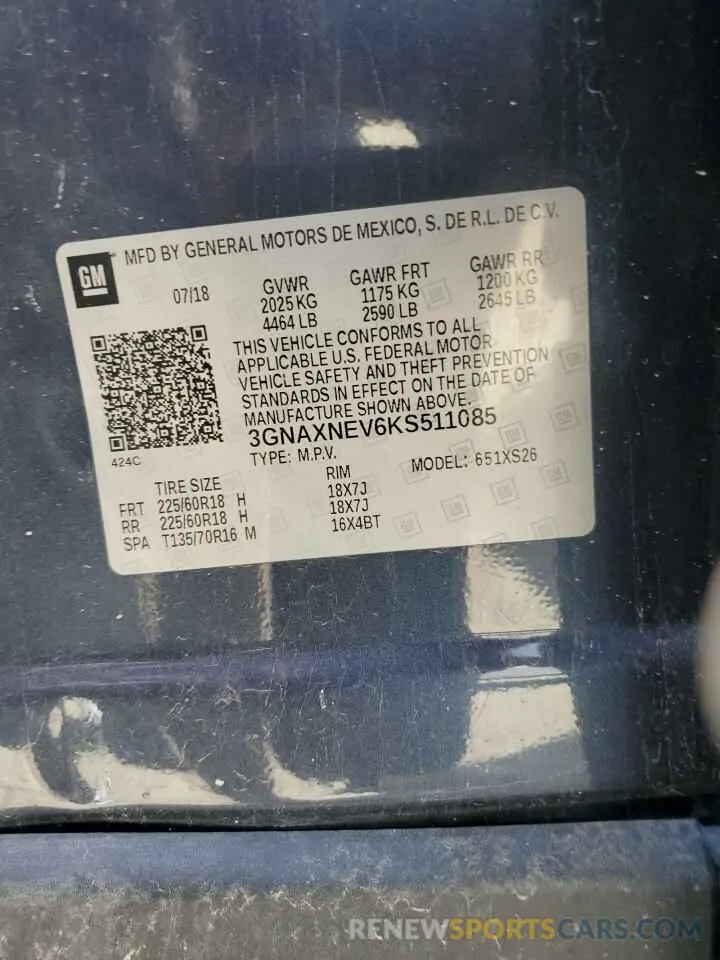 MFD BY GENERAL MOTORS DE MEXICO, S. DE R.L. DE C.V.
GM
07/18
GVWR GAWR FRT GAWR RR
2025 KG 1175 KG 1200 KG
4464 LB 2590 LB 2645 LB
THIS VEHICLE CONFORMS TO ALL
APPLICABLE U.S. FEDERAL MOTOR
VEHICLE SAFETY AND THEFT PREVENTION
STANDARDS IN EFFECT ON THE DATE OF
MANUFACTURE SHOWN ABOVE.
3GNAXNEV6KS511085
424C
TYPE: M.P.V. MODEL: 651XS26
TIRE SIZE RIM
FRT 225/60R18 H 18X7J
RR 225/60R18 H 18X7J
SPA T135/70R16 M 16X4BT
RENEWSPORTSCARS.COM